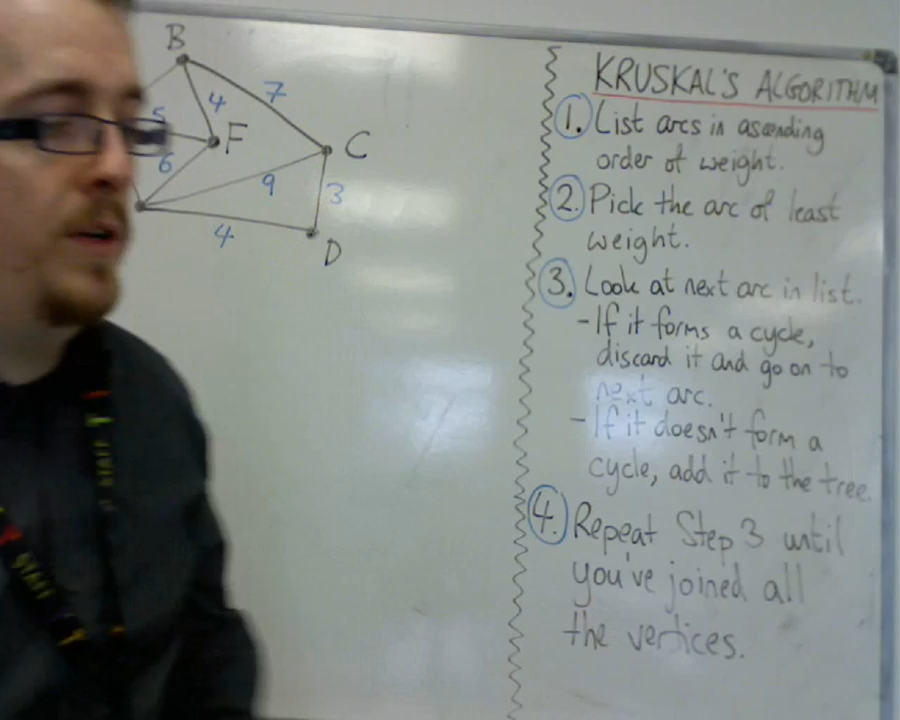 B
7
4
5
F
C
6
9
3
4
D
KRUSKAL'S ALGORITHM
1. List arcs in ascending
order of weight.
2. Pick the arc of least
weight.
3. Look at next arc in list.
- If it forms a cycle,
discard it and go on to
next arc.
- If it doesn't form a
cycle, add it to the tree.
4. Repeat Step 3 until
you've joined all
the vertices.
STAFF
STAFF